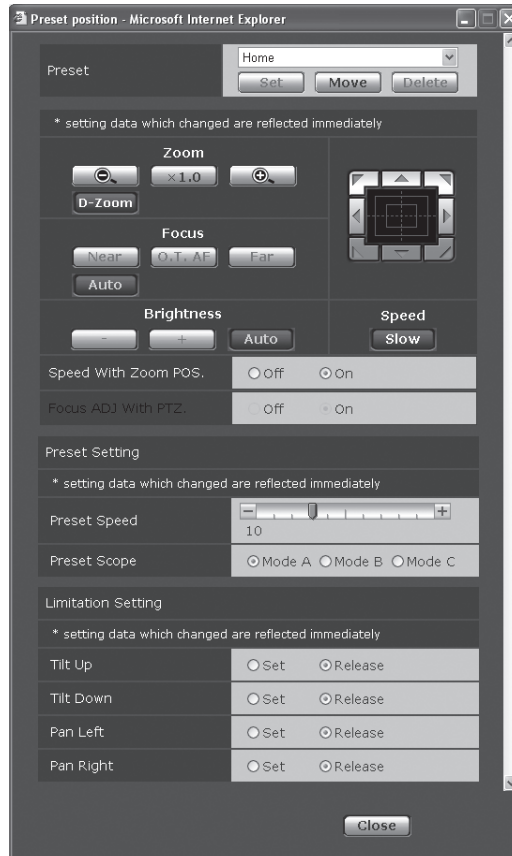 Preset position - Microsoft Internet Explorer
Preset
Home
Set Move Delete
* setting data which changed are reflected immediately
Zoom
×1.0
D-Zoom
Focus
Near O.T. AF Far
Auto
Brightness
- + Auto
Speed
Slow
Speed With Zoom POS. Off On
Focus ADJ With PTZ. Off On
Preset Setting
* setting data which changed are reflected immediately
Preset Speed
10
Preset Scope Mode A Mode B Mode C
Limitation Setting
* setting data which changed are reflected immediately
Tilt Up Set Release
Tilt Down Set Release
Pan Left Set Release
Pan Right Set Release
Close